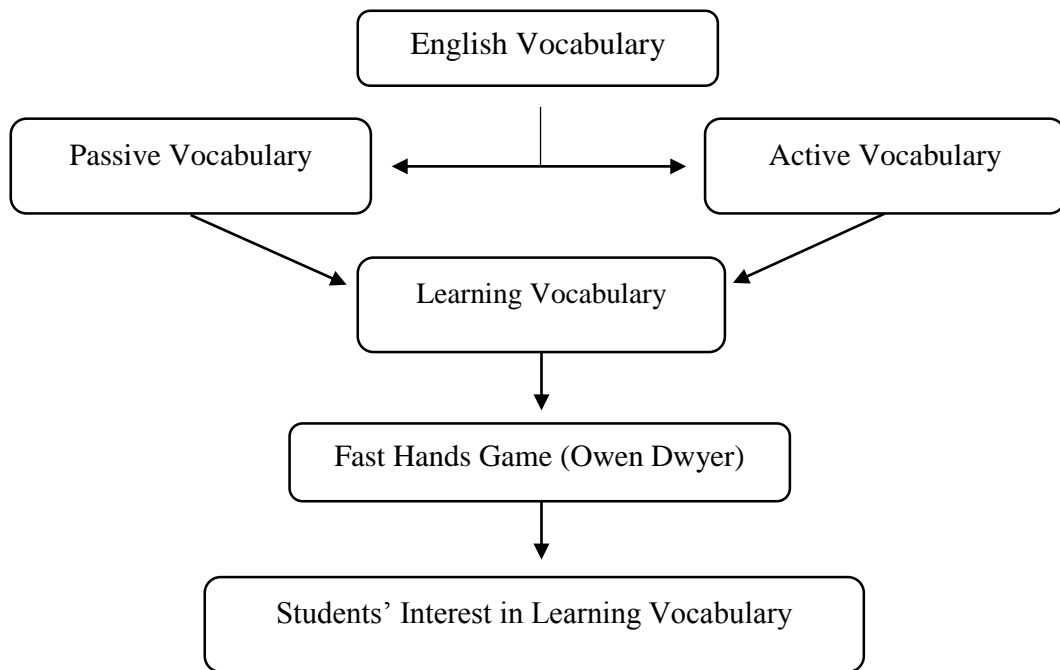 English Vocabulary
Passive Vocabulary
Active Vocabulary
Learning Vocabulary
Fast Hands Game (Owen Dwyer)
Students’ Interest in Learning Vocabulary